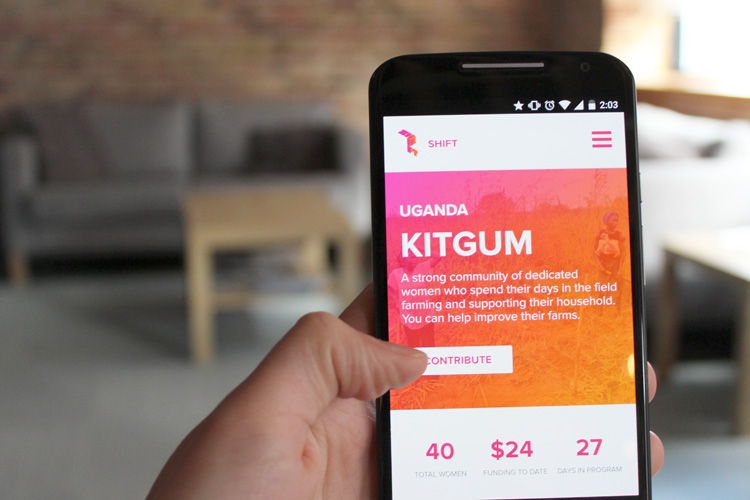 2:03
SHIFT
UGANDA
KITGUM
A strong community of dedicated
women who spend their days in the field
farming and supporting their household.
You can help improve their farms.
CONTRIBUTE
40 $24 27
TOTAL WOMEN FUNDING TO DATE DAYS IN PROGRAM